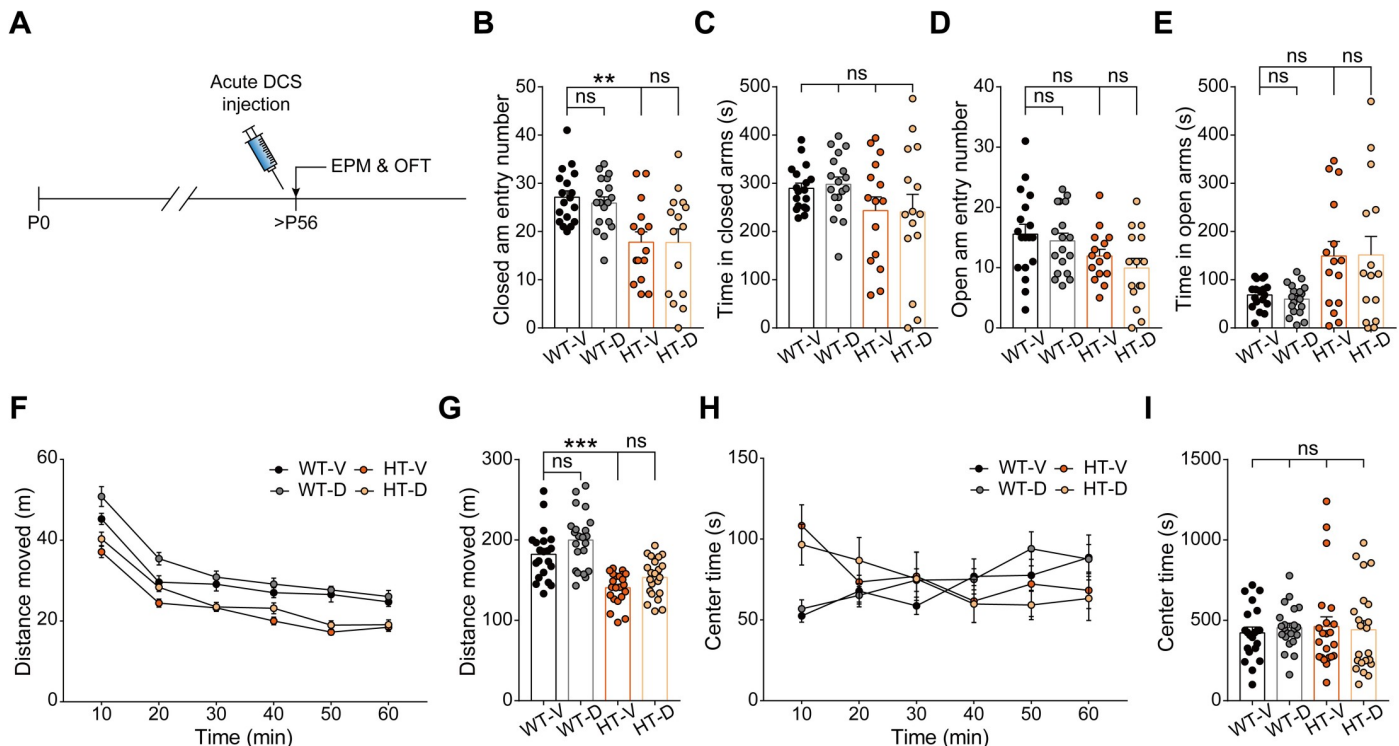 A
Acute DCS
injection
EPM & OFT
P0
>P56
B
Closed am entry number
50
40
30
20
10
0
**
ns
ns
WT-V
WT-D
HT-V
HT-D
C
Time in closed arms (s)
500
400
300
200
100
0
ns
WT-V
WT-D
HT-V
HT-D
D
Open am entry number
40
30
20
10
0
ns
ns
ns
WT-V
WT-D
HT-V
HT-D
E
Time in open arms (s)
500
400
300
200
100
0
ns
ns
ns
WT-V
WT-D
HT-V
HT-D
F
Distance moved (m)
60
40
20
0
WT-V
HT-V
WT-D
HT-D
10
20
30
40
50
60
Time (min)
G
Distance moved (m)
300
200
100
0
***
ns
ns
WT-V
WT-D
HT-V
HT-D
H
Center time (s)
150
100
50
0
WT-V
HT-V
WT-D
HT-D
10
20
30
40
50
60
Time (min)
I
Center time (s)
1500
1000
500
0
ns
WT-V
WT-D
HT-V
HT-D